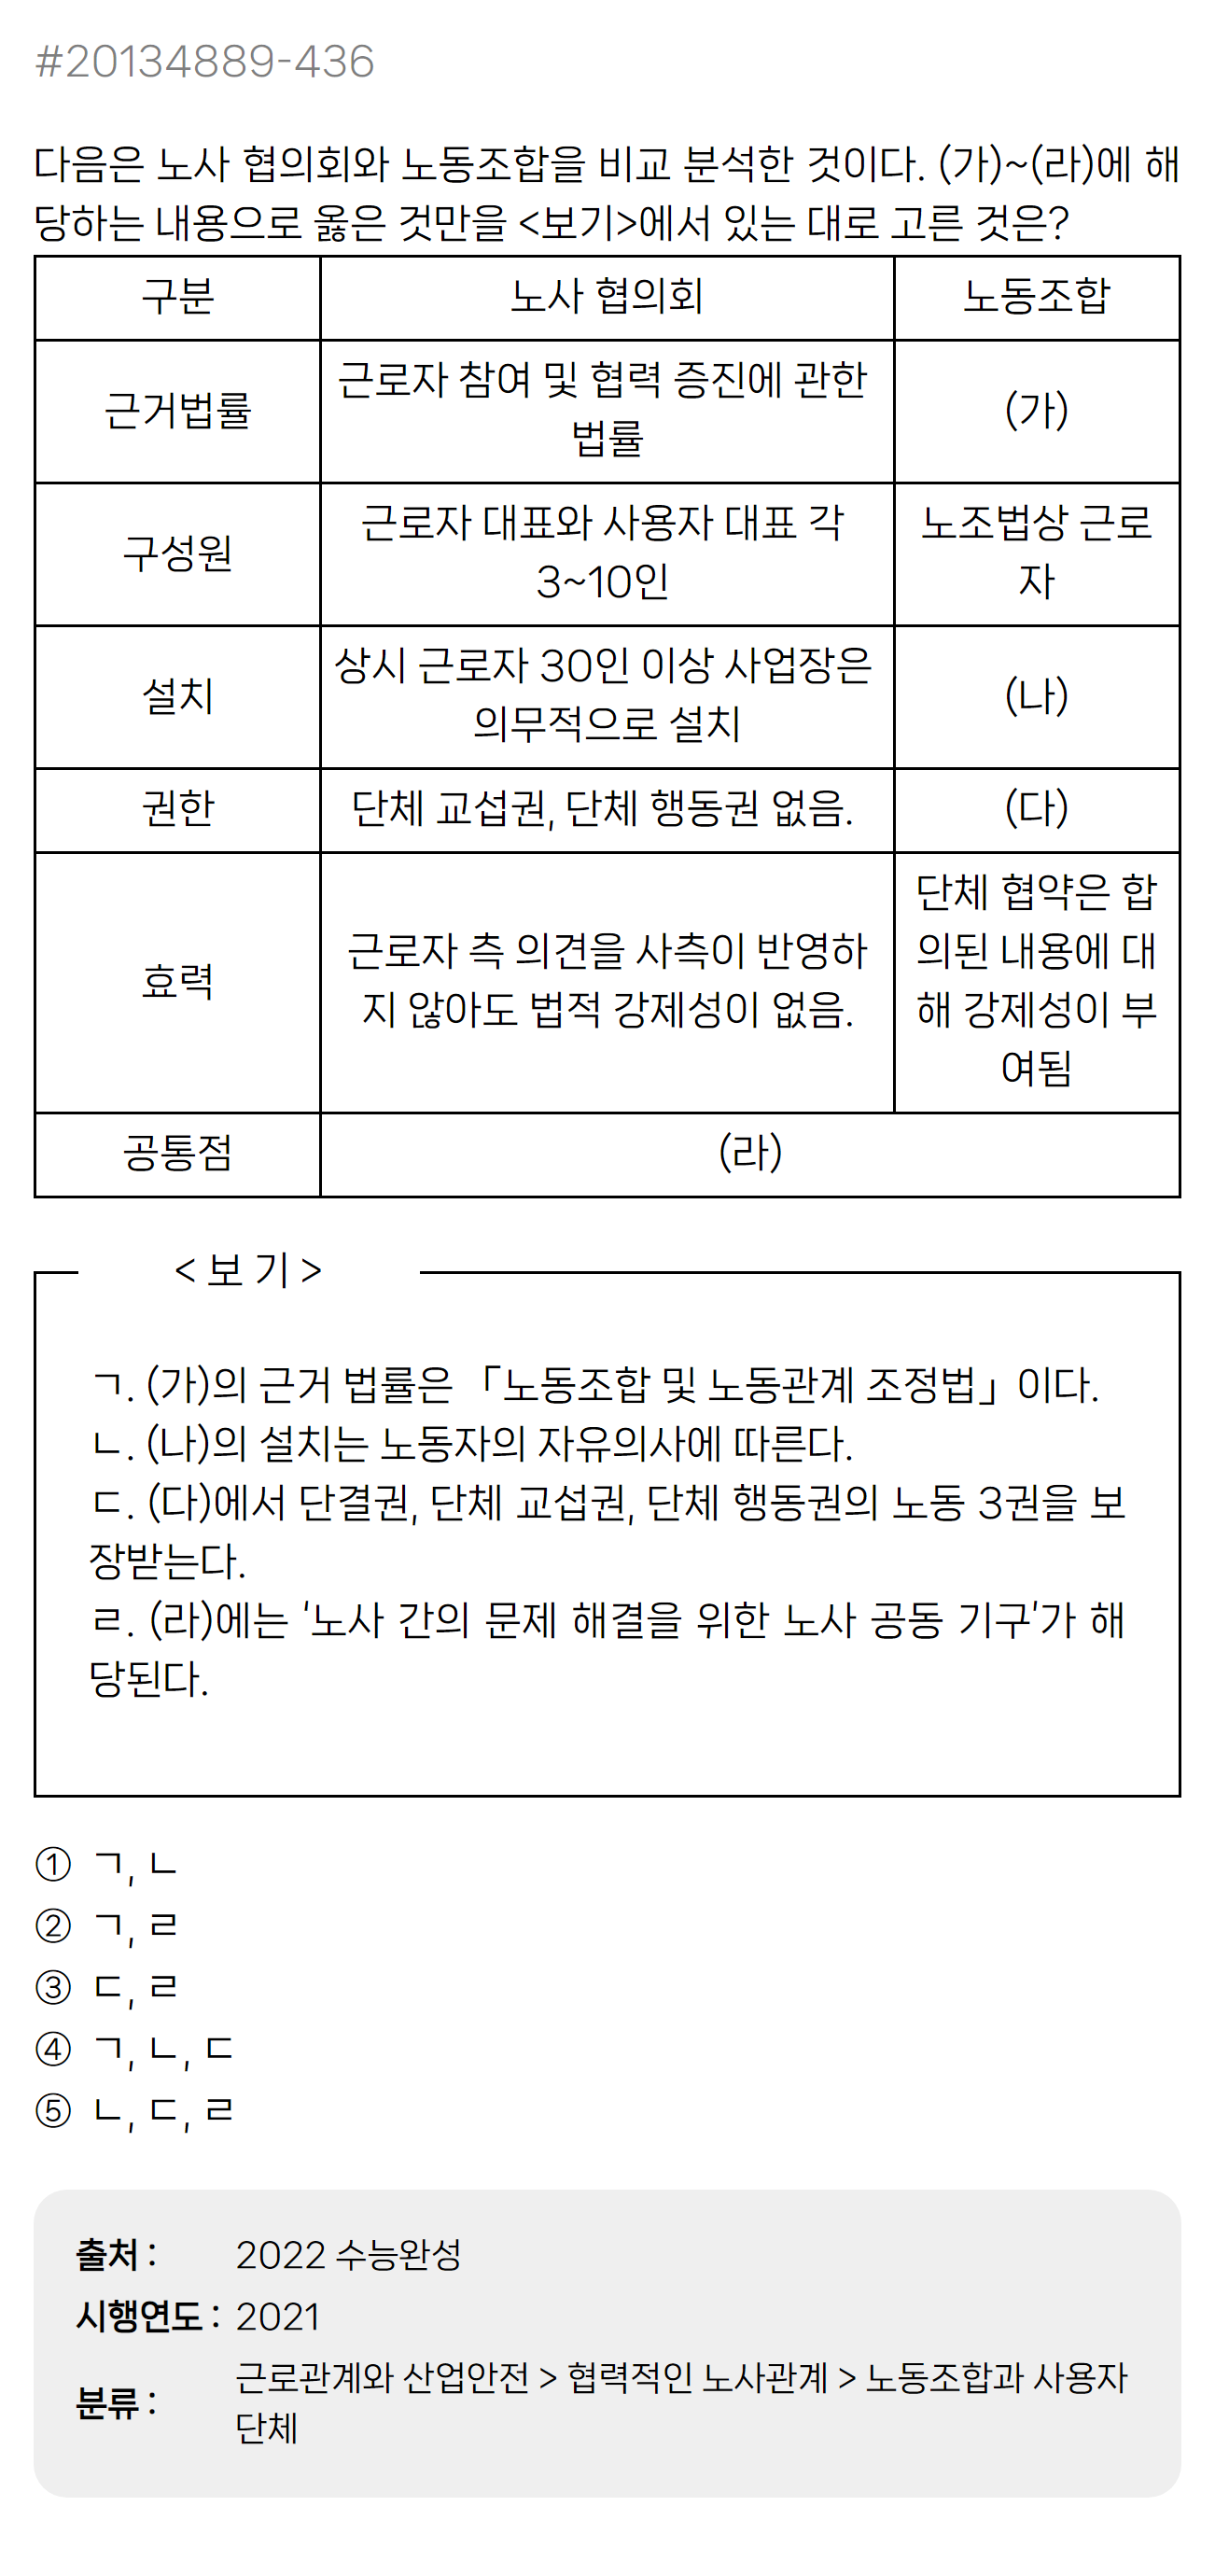 #20134889-436
다음은 노사 협의회와 노동조합을 비교 분석한 것이다. (가)~(라)에 해
당하는 내용으로 옳은 것만을 <보기>에서 있는 대로 고른 것은?
구분 노사 협의회 노동조합
근거법률 근로자 참여 및 협력 증진에 관한
법률 (가)
구성원 근로자 대표와 사용자 대표 각
3~10인 노조법상 근로
자
설치 상시 근로자 30인 이상 사업장은
의무적으로 설치 (나)
권한 단체 교섭권, 단체 행동권 없음. (다)
효력 근로자 측 의견을 사측이 반영하
지 않아도 법적 강제성이 없음.
단체 협약은 합
의된 내용에 대
해 강제성이 부
여됨
공통점 (라)
< 보 기 >
ㄱ. (가)의 근거 법률은 「노동조합 및 노동관계 조정법」이다.
ㄴ. (나)의 설치는 노동자의 자유의사에 따른다.
ㄷ. (다)에서 단결권, 단체 교섭권, 단체 행동권의 노동 3권을 보
장받는다.
ㄹ. (라)에는 ‘노사 간의 문제 해결을 위한 노사 공동 기구’가 해
당된다.
① ㄱ, ㄴ
② ㄱ, ㄹ
③ ㄷ, ㄹ
④ ㄱ, ㄴ, ㄷ
⑤ ㄴ, ㄷ, ㄹ
출처 : 2022 수능완성
시행연도 : 2021
분류 : 근로관계와 산업안전 > 협력적인 노사관계 > 노동조합과 사용자
단체